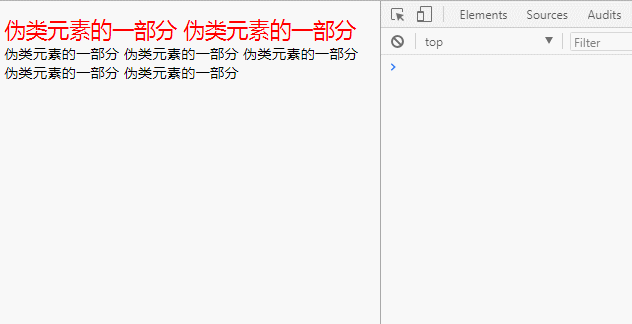 伪类元素的一部分 伪类元素的一部分
伪类元素的一部分 伪类元素的一部分 伪类元素的一部分
伪类元素的一部分 伪类元素的一部分
Elements Sources Audits
top Filter